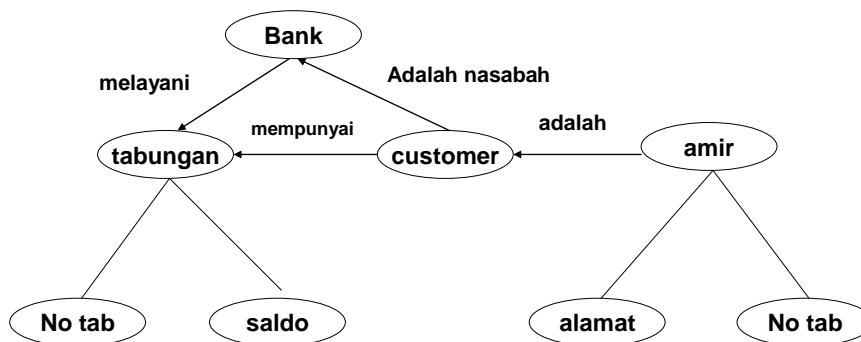 Bank
melayani
Adalah nasabah
mempunyai
adalah
tabungan
customer
amir
No tab
saldo
alamat
No tab